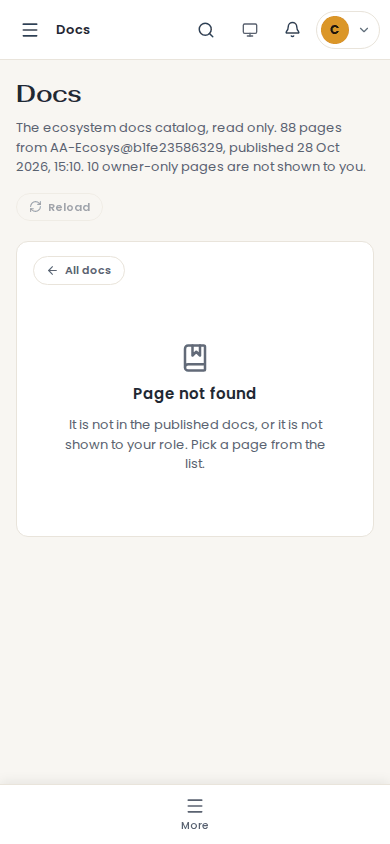 Docs
C
Docs
The ecosystem docs catalog, read only. 88 pages
from AA-Ecosys@b1fe23586329, published 28 Oct
2026, 15:10. 10 owner-only pages are not shown to you.
Reload
All docs
Page not found
It is not in the published docs, or it is not
shown to your role. Pick a page from the
list.
More